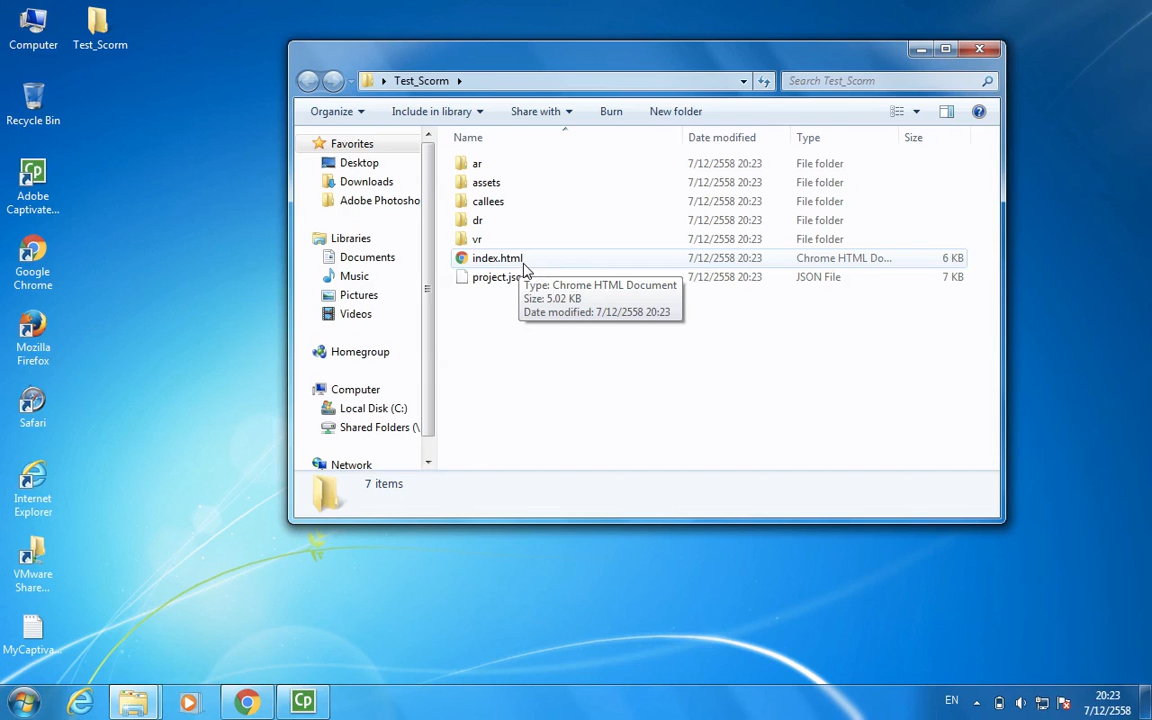 Computer
Test_Scorm
Recycle Bin
Cp
Adobe
Captivate...
Google
Chrome
Mozilla
Firefox
Safari
Internet
Explorer
VMware
Share...
MyCaptiva...
Test_Scorm
Search Test_Scorm
Organize
Include in library
Share with
Burn
New folder
Name
Date modified
Type
Size
Favorites
Desktop
Downloads
Adobe Photosho
Libraries
Documents
Music
Pictures
Videos
Homegroup
Computer
Local Disk (C:)
Shared Folders (\
Network
ar 7/12/2558 20:23 File folder
assets 7/12/2558 20:23 File folder
callees 7/12/2558 20:23 File folder
dr 7/12/2558 20:23 File folder
vr 7/12/2558 20:23 File folder
index.html 7/12/2558 20:23 Chrome HTML Do... 6 KB
project.jso 7/12/2558 20:23 JSON File 7 KB
Type: Chrome HTML Document
Size: 5.02 KB
Date modified: 7/12/2558 20:23
7 items
Cp
EN
20:23
7/12/2558